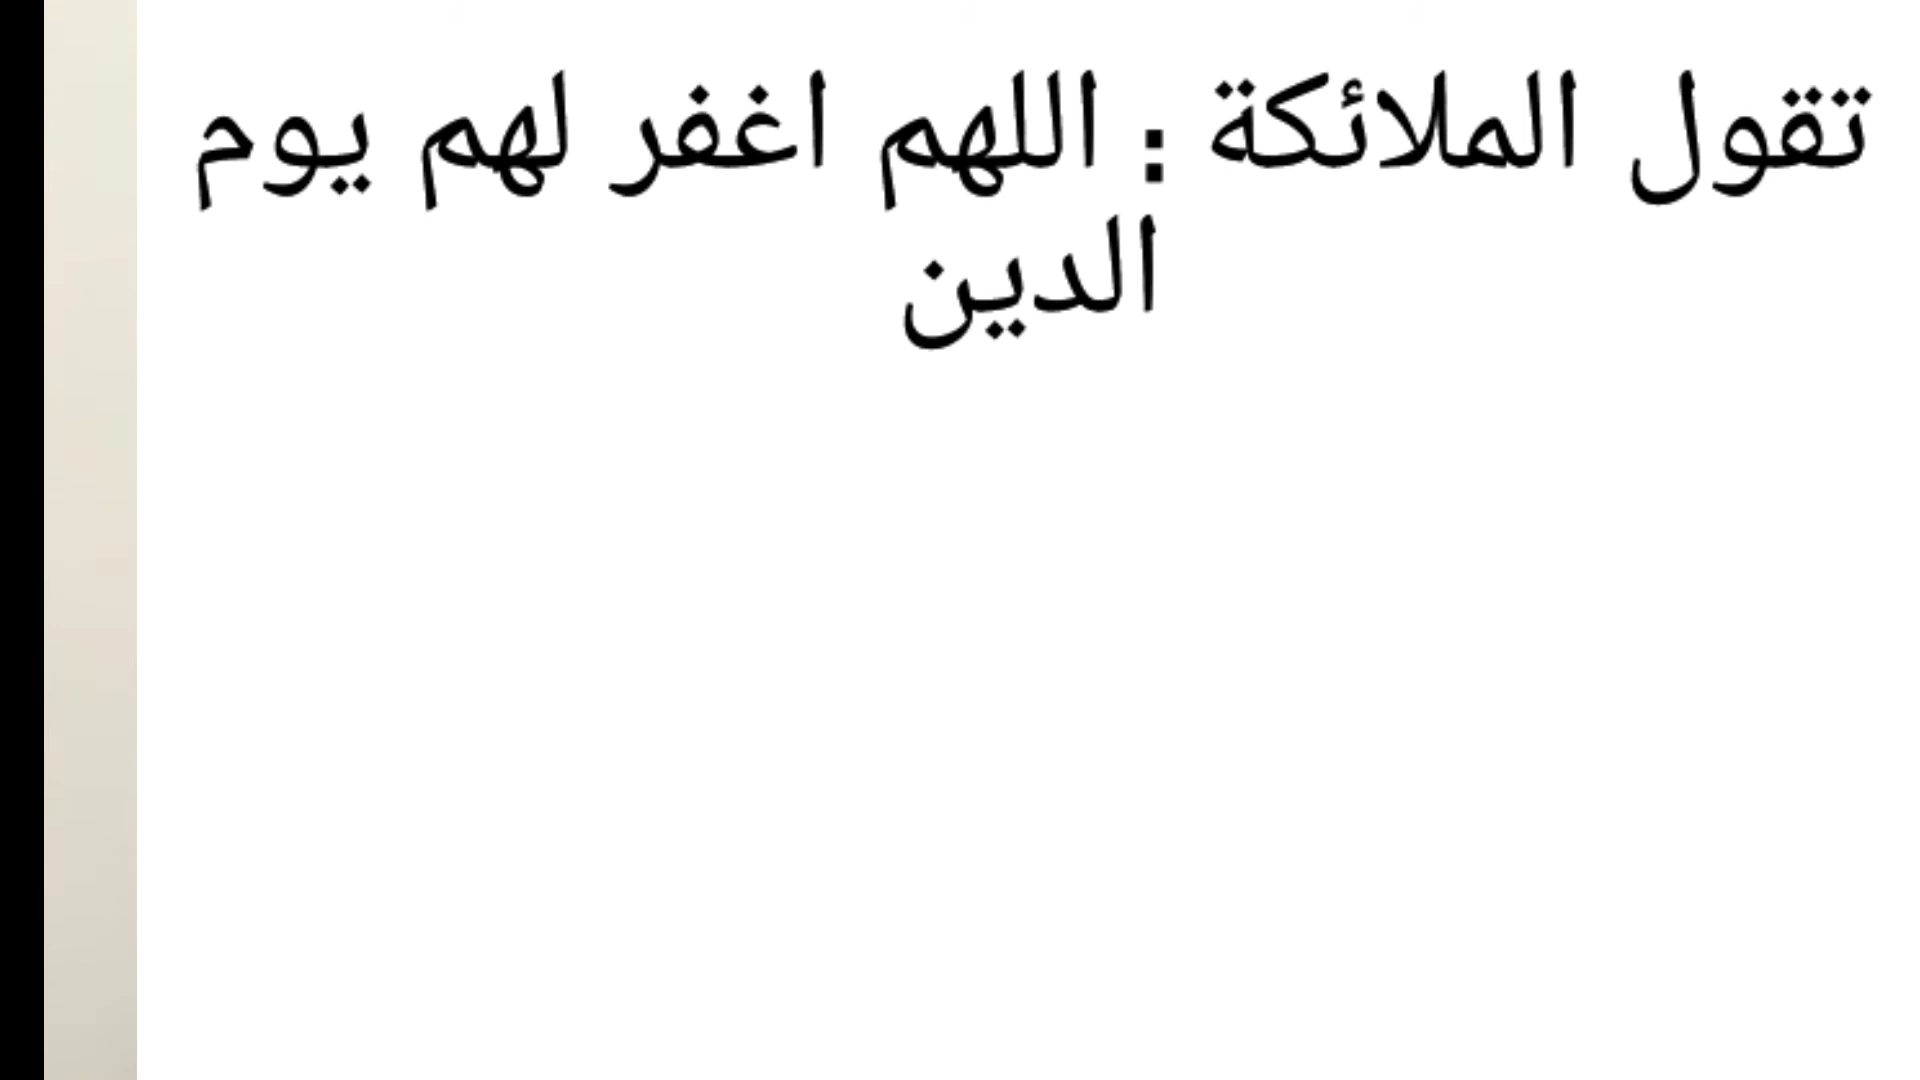 تقول الملائكة : اللهم اغفر لهم يوم
الدين